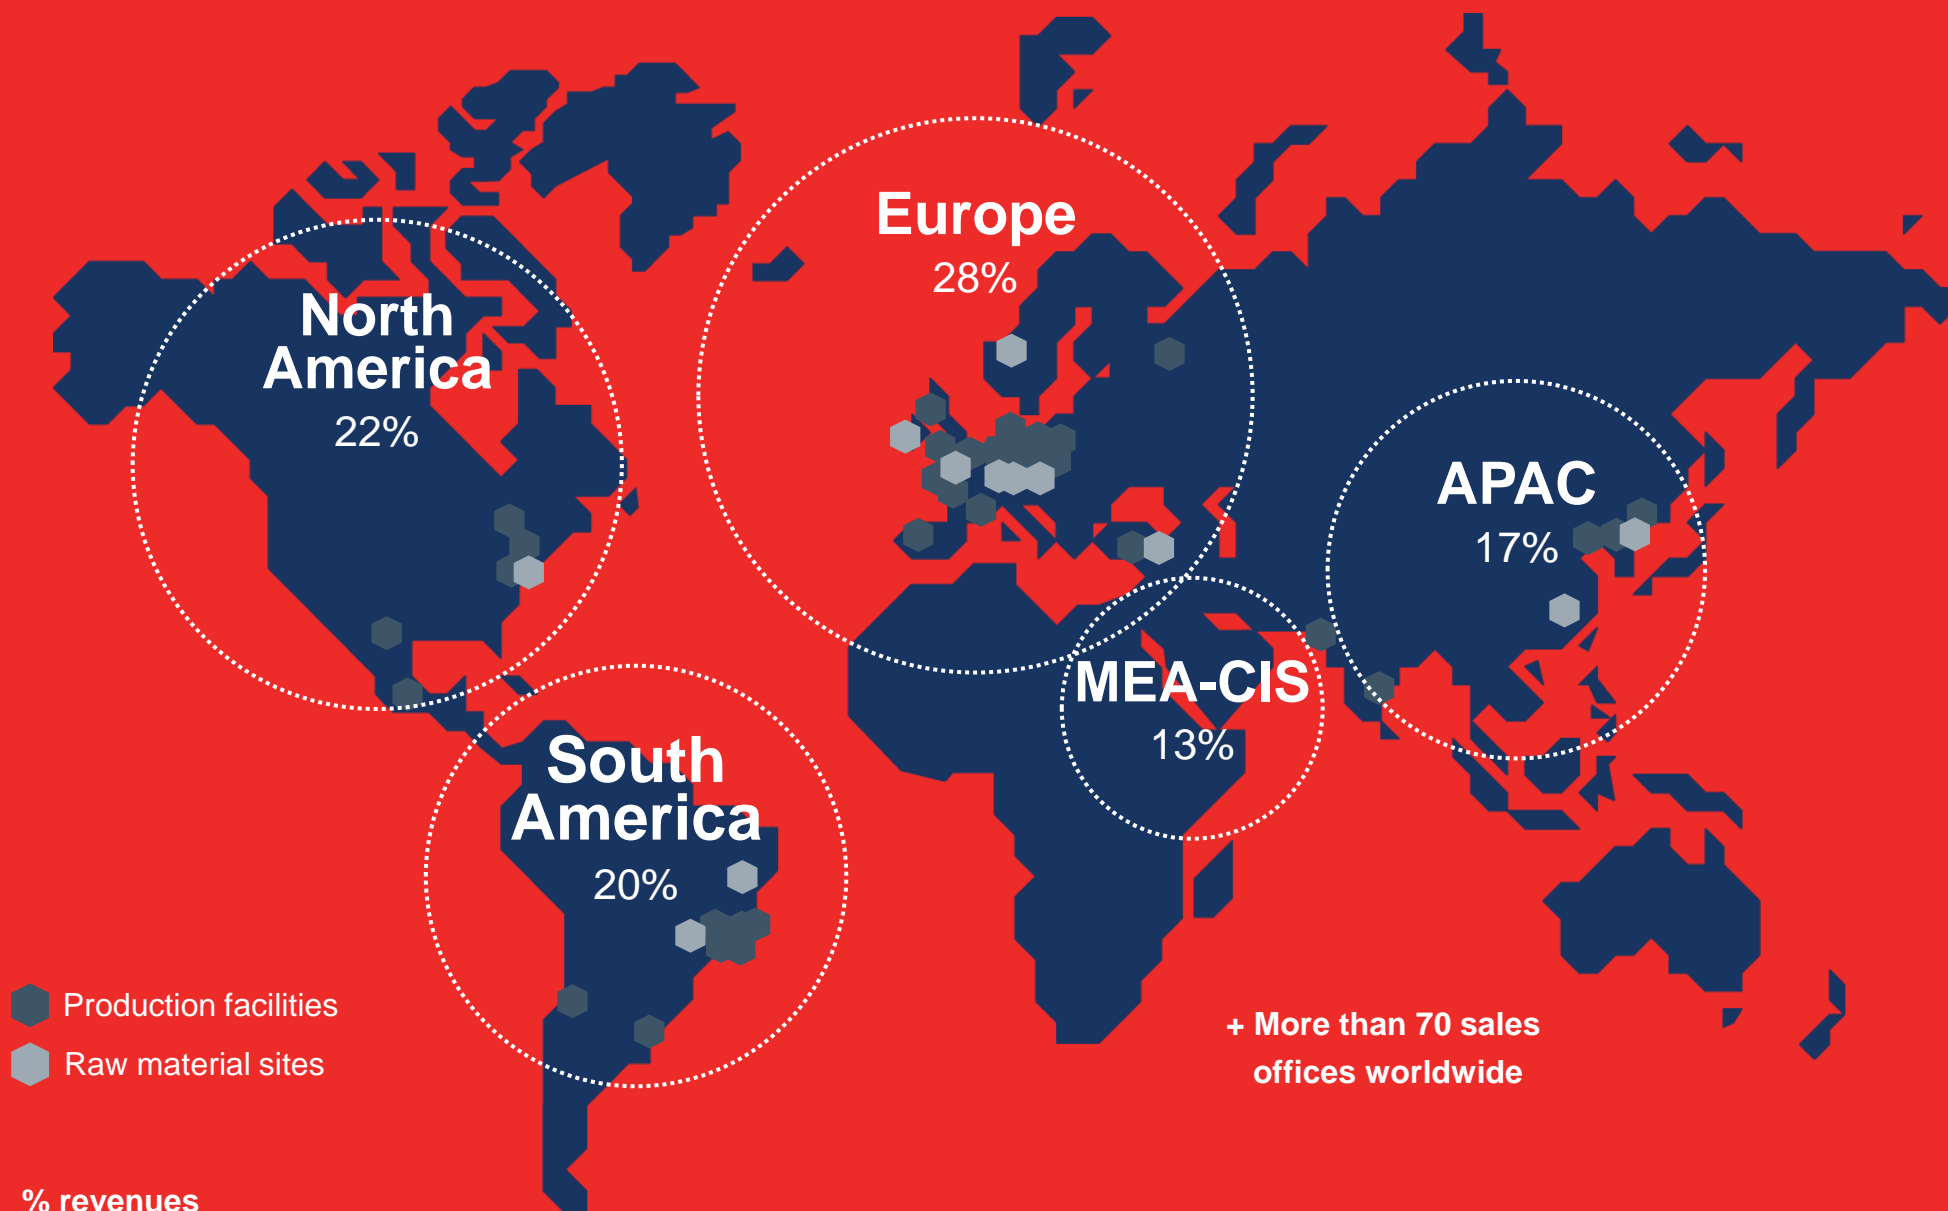 Europe
28%
North
America
22%
APAC
17%
MEA-CIS
13%
South
America
20%
Production facilities
Raw material sites
+ More than 70 sales
offices worldwide
% revenues